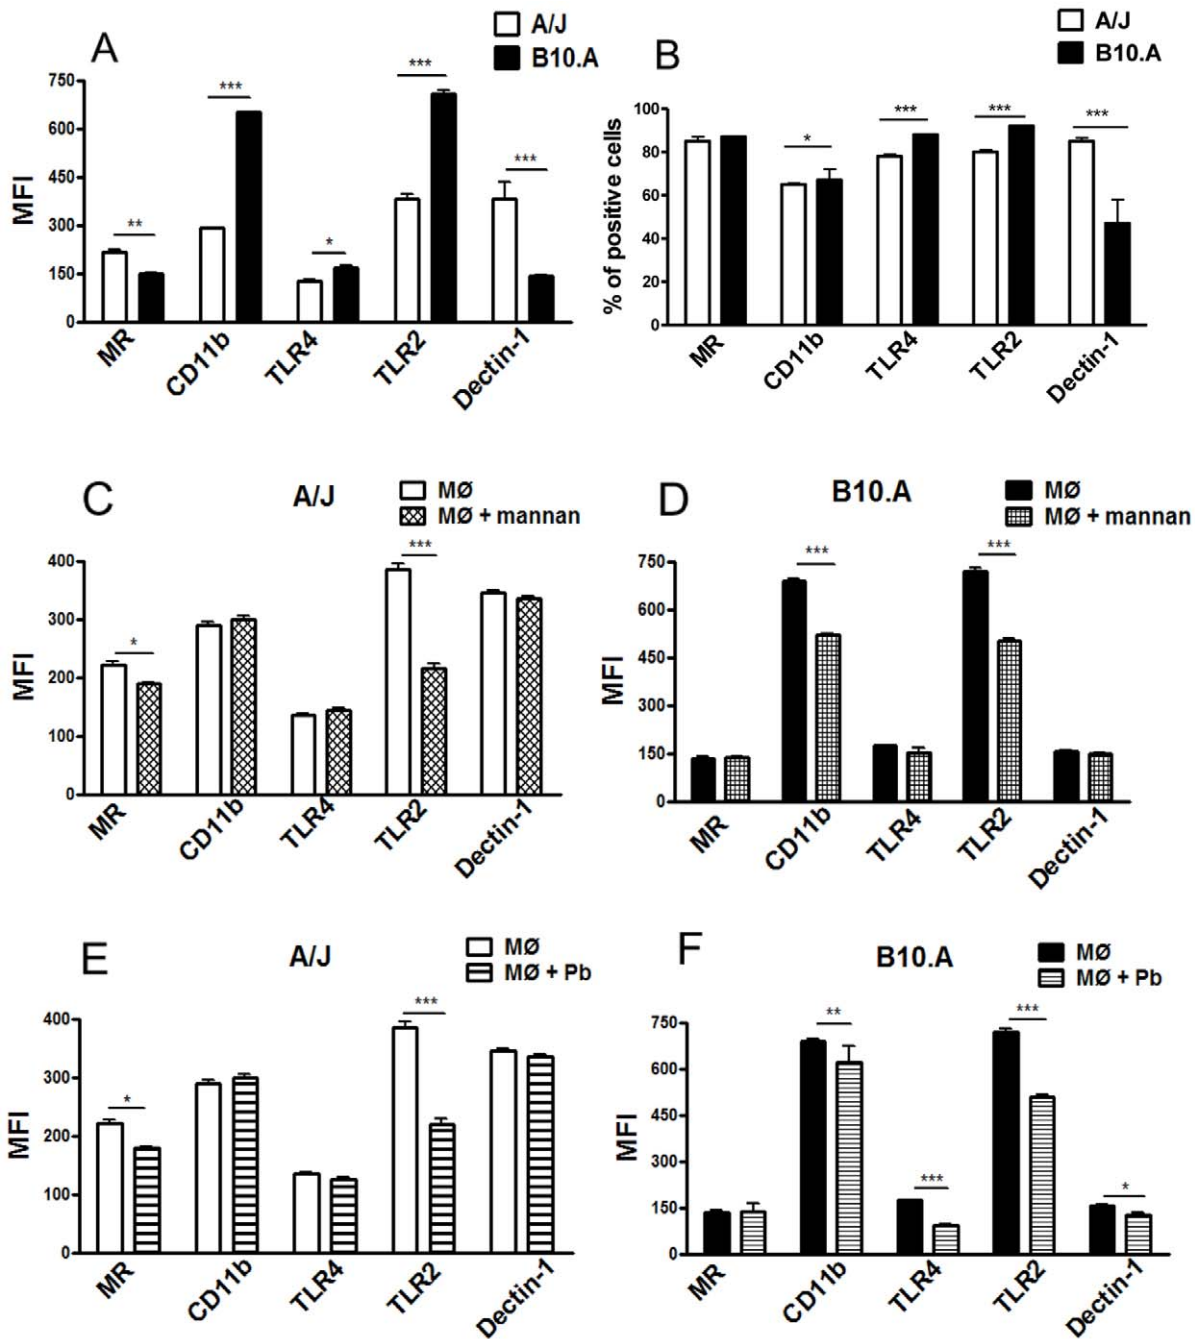 A
A/J
B10.A
MFI
750
600
450
300
150
0
**
***
*
***
***
MR
CD11b
TLR4
TLR2
Dectin-1
B
A/J
B10.A
% of positive cells
100
80
60
40
20
0
*
***
***
***
MR
CD11b
TLR4
TLR2
Dectin-1
C
A/J
MØ
MØ + mannan
MFI
400
300
200
100
0
*
***
MR
CD11b
TLR4
TLR2
Dectin-1
D
B10.A
MØ
MØ + mannan
MFI
750
600
450
300
150
0
***
***
MR
CD11b
TLR4
TLR2
Dectin-1
E
A/J
MØ
MØ + Pb
MFI
400
300
200
100
0
*
***
MR
CD11b
TLR4
TLR2
Dectin-1
F
B10.A
MØ
MØ + Pb
MFI
750
600
450
300
150
0
**
***
***
*
MR
CD11b
TLR4
TLR2
Dectin-1